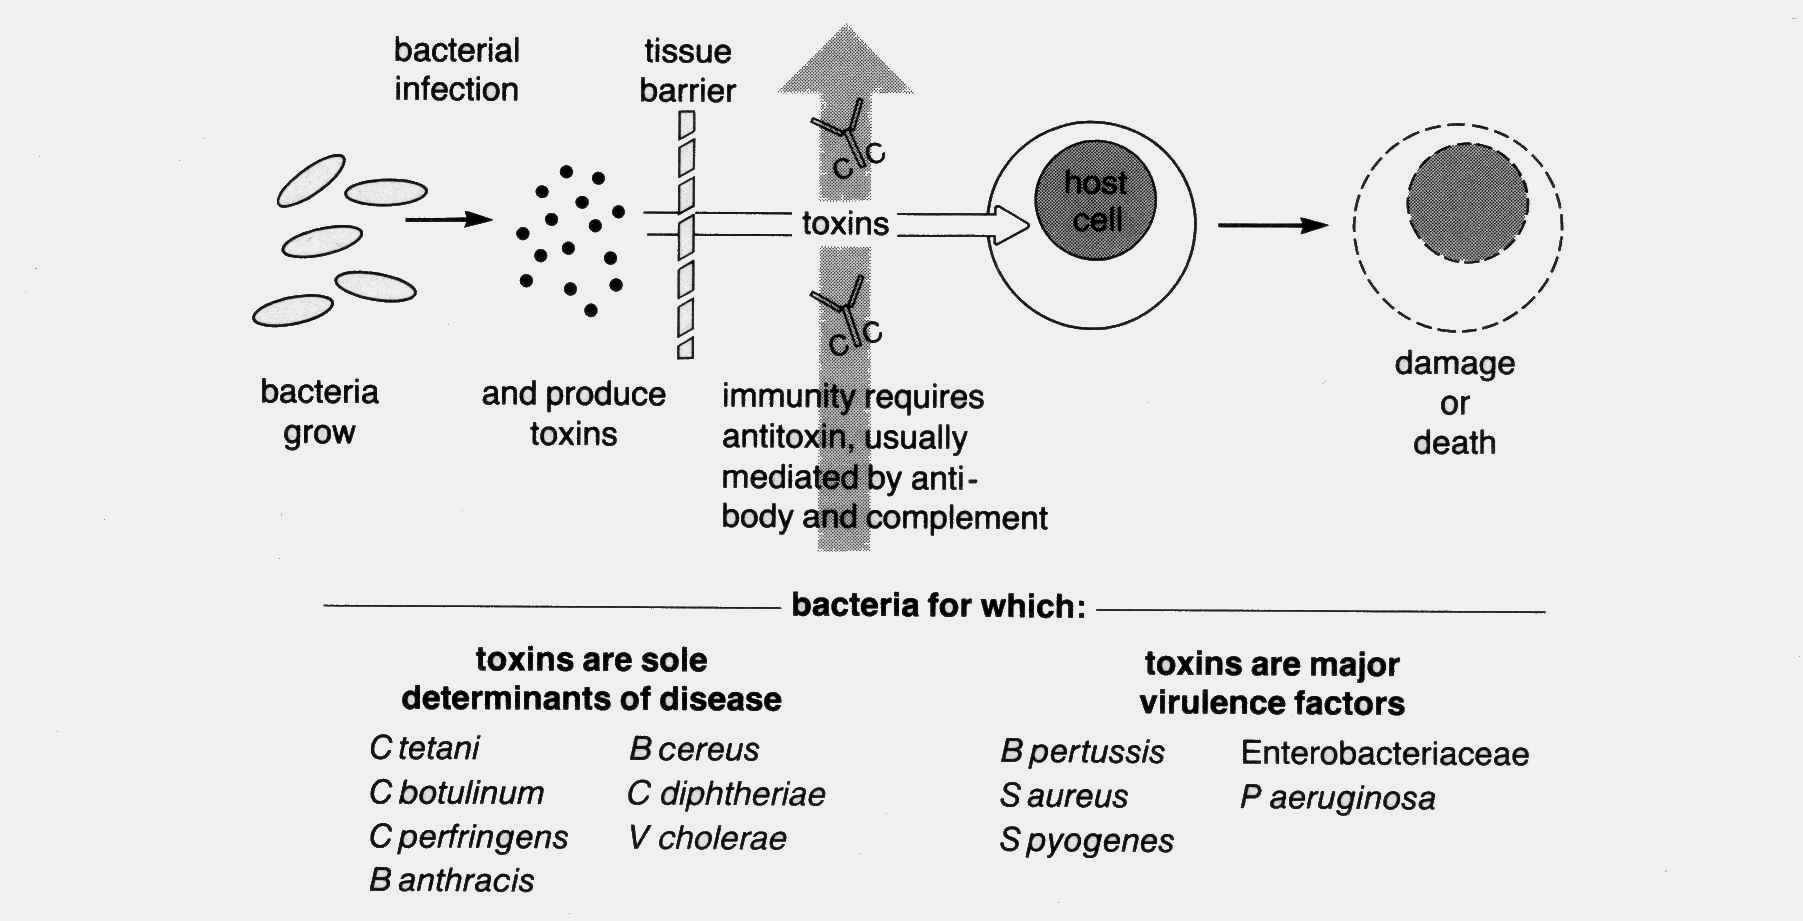 bacterial
infection
tissue
barrier
C C
toxins
host
cell
C C
bacteria
grow
and produce
toxins
immunity requires
antitoxin, usually
mediated by anti-
body and complement
damage
or
death
bacteria for which:
toxins are sole
determinants of disease
C tetani
C botulinum
C perfringens
B anthracis
B cereus
C diphtheriae
V cholerae
toxins are major
virulence factors
B pertussis
S aureus
S pyogenes
Enterobacteriaceae
P aeruginosa